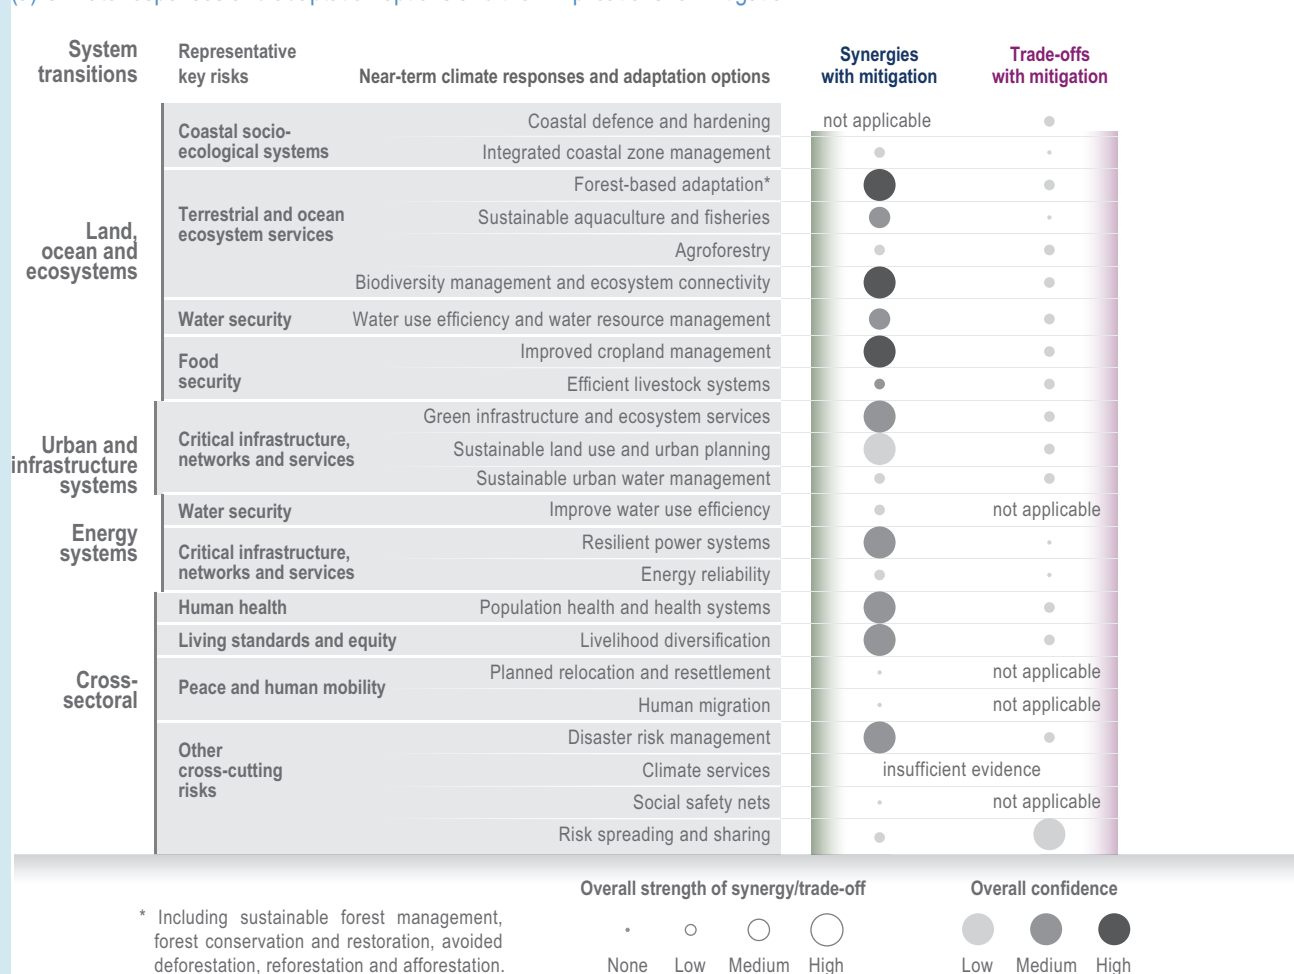 System
transitions
Representative
key risks
Near-term climate responses and adaptation options
Synergies
with mitigation
Trade-offs
with mitigation
Land,
ocean and
ecosystems
Coastal socio-
ecological systems
Coastal defence and hardening
not applicable
Integrated coastal zone management
Terrestrial and ocean
ecosystem services
Forest-based adaptation*
Sustainable aquaculture and fisheries
Agroforestry
Biodiversity management and ecosystem connectivity
Water security
Water use efficiency and water resource management
Food
security
Improved cropland management
Efficient livestock systems
Urban and
infrastructure
systems
Critical infrastructure,
networks and services
Green infrastructure and ecosystem services
Sustainable land use and urban planning
Sustainable urban water management
Energy
systems
Water security
Improve water use efficiency
not applicable
Critical infrastructure,
networks and services
Resilient power systems
Energy reliability
Cross-
sectoral
Human health
Population health and health systems
Living standards and equity
Livelihood diversification
Peace and human mobility
Planned relocation and resettlement
not applicable
Human migration
not applicable
Other
cross-cutting
risks
Disaster risk management
Climate services
insufficient evidence
Social safety nets
not applicable
Risk spreading and sharing
* Including sustainable forest management,
forest conservation and restoration, avoided
deforestation, reforestation and afforestation.
Overall strength of synergy/trade-off
None Low Medium High
Overall confidence
Low Medium High